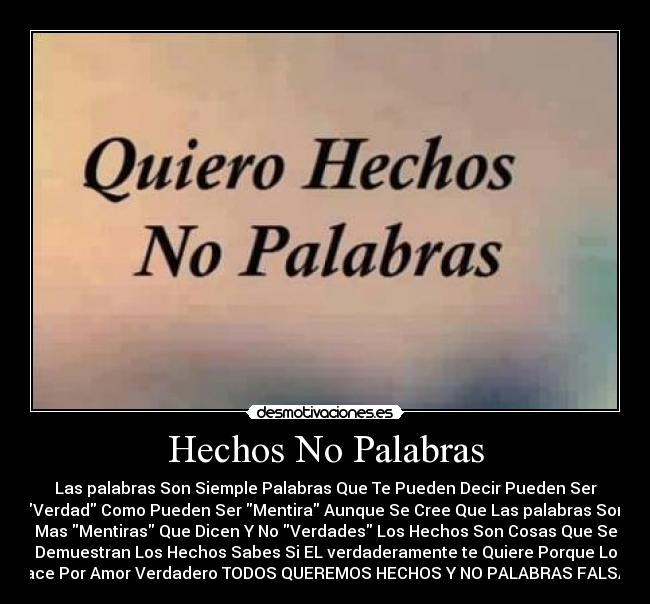 Quiero Hechos
No Palabras
desmotivaciones.es
Hechos No Palabras
Las palabras Son Siemple Palabras Que Te Pueden Decir Pueden Ser
"Verdad" Como Pueden Ser "Mentira" Aunque Se Cree Que Las palabras Son
Mas "Mentiras" Que Dicen Y No "Verdades" Los Hechos Son Cosas Que Se
Demuestran Los Hechos Sabes Si EL verdaderamente te Quiere Porque Lo
ace Por Amor Verdadero TODOS QUEREMOS HECHOS Y NO PALABRAS FALSA